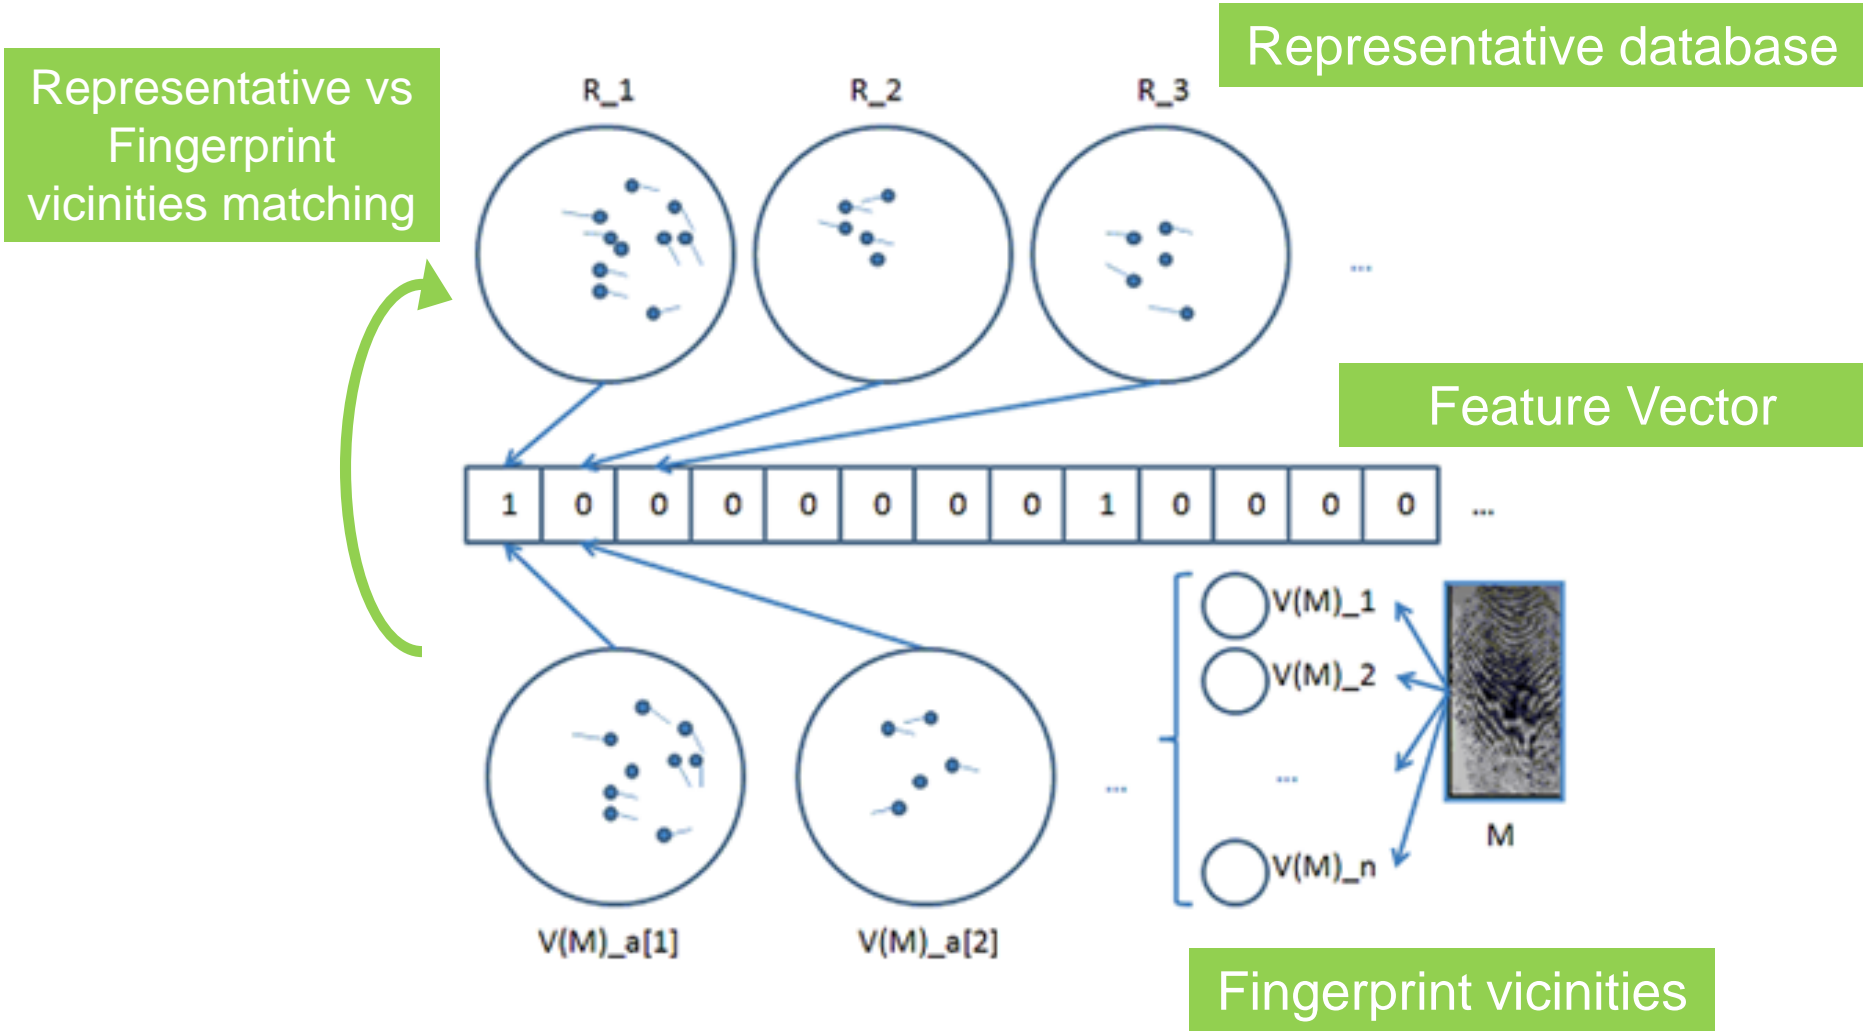 Representative database
Representative vs
Fingerprint
vicinities matching
R_1
R_2
R_3
...
Feature Vector
1 0 0 0 0 0 0 0 1 0 0 0 0 ...
V(M)_1
V(M)_2
...
...
V(M)_n
M
V(M)_a[1]
V(M)_a[2]
Fingerprint vicinities